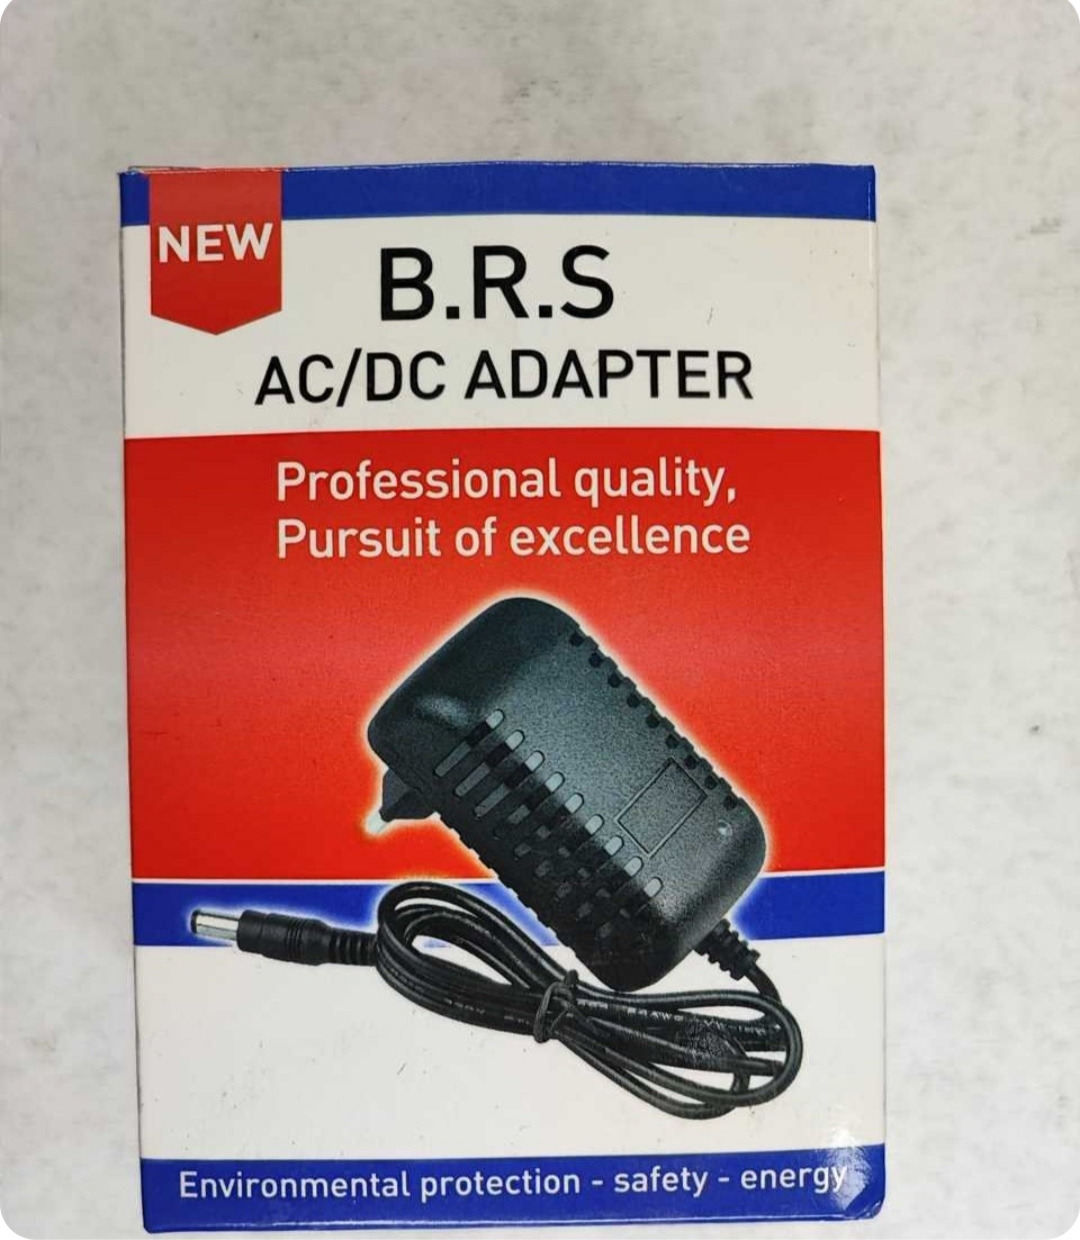 NEW
B.R.S
AC/DC ADAPTER
Professional quality,
Pursuit of excellence
Environmental protection - safety - energy